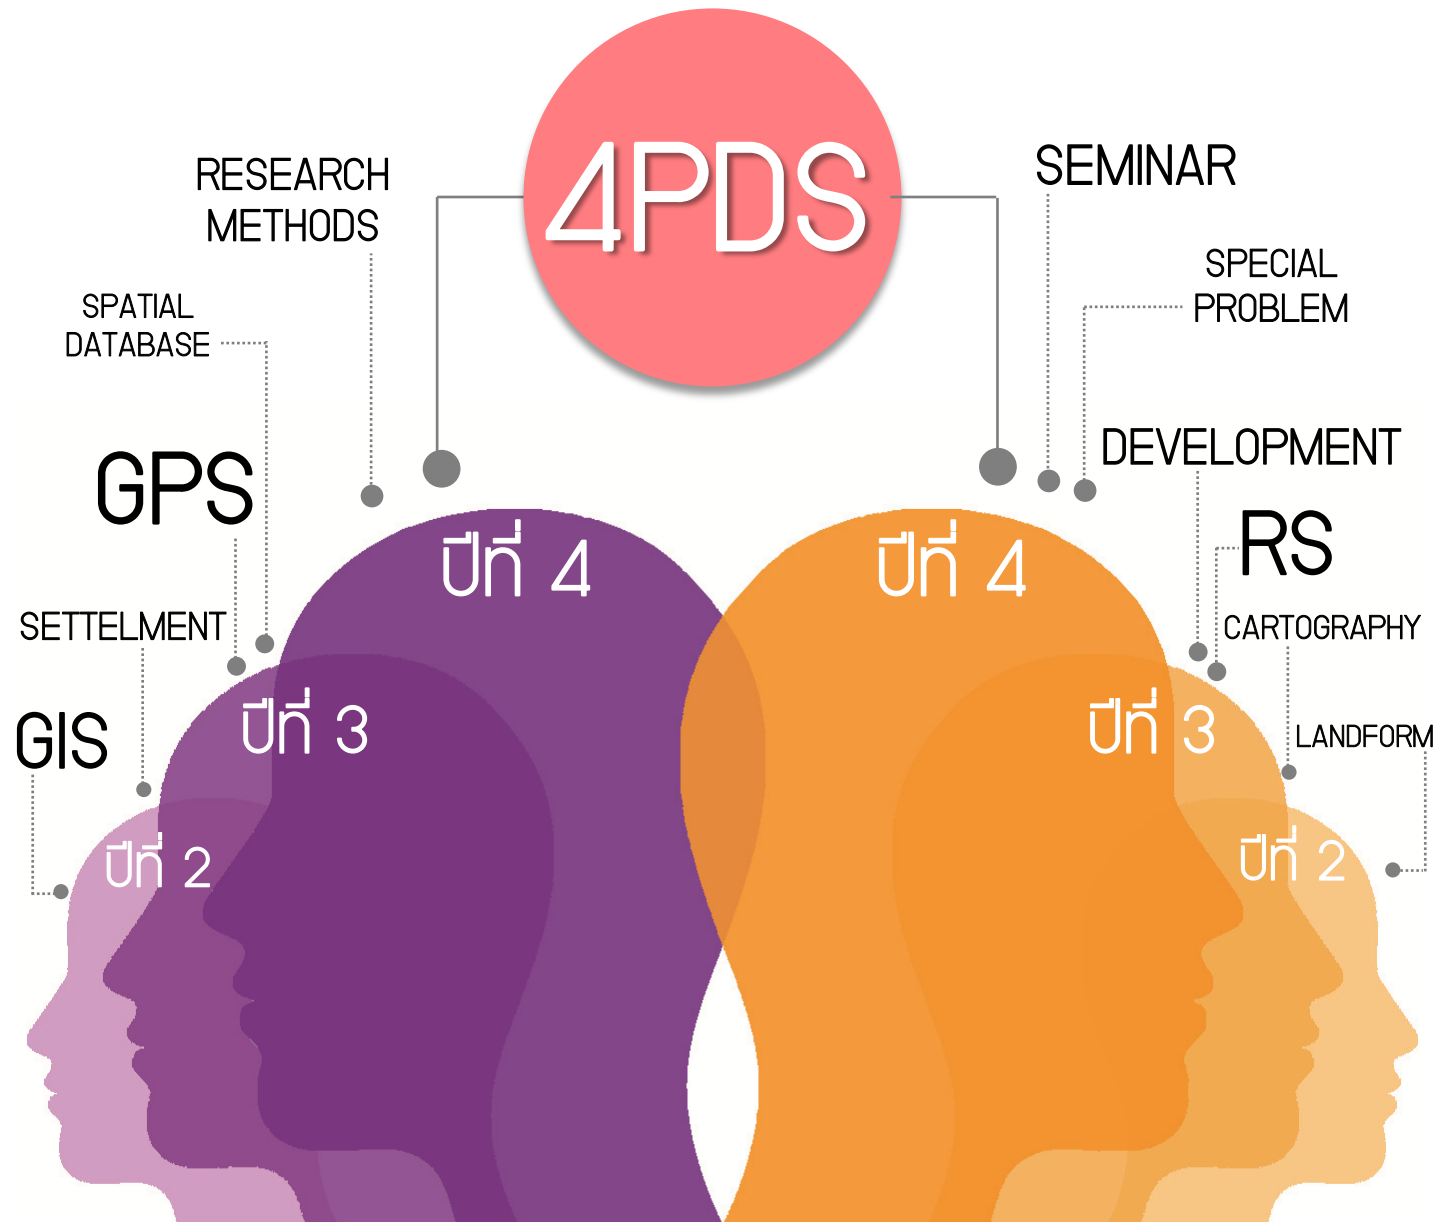 4PDS
RESEARCH
METHODS
SEMINAR
SPATIAL
DATABASE
SPECIAL
PROBLEM
GPS
DEVELOPMENT
RS
SETTELMENT
CARTOGRAPHY
GIS
LANDFORM
ปีที่ 4
ปีที่ 4
ปีที่ 3
ปีที่ 3
ปีที่ 2
ปีที่ 2